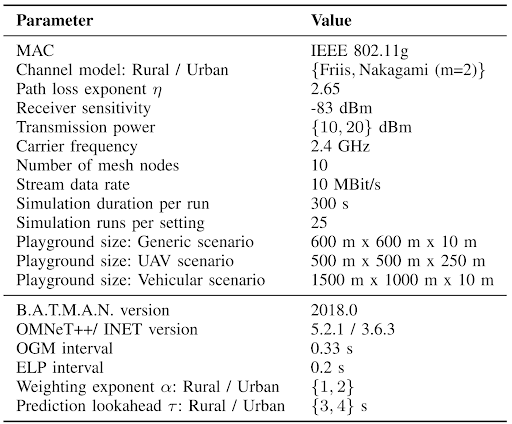 Parameter Value
MAC IEEE 802.11g
Channel model: Rural / Urban {Friis, Nakagami (m=2)}
Path loss exponent η 2.65
Receiver sensitivity -83 dBm
Transmission power {10, 20} dBm
Carrier frequency 2.4 GHz
Number of mesh nodes 10
Stream data rate 10 MBit/s
Simulation duration per run 300 s
Simulation runs per setting 25
Playground size: Generic scenario 600 m x 600 m x 10 m
Playground size: UAV scenario 500 m x 500 m x 250 m
Playground size: Vehicular scenario 1500 m x 1000 m x 10 m
B.A.T.M.A.N. version 2018.0
OMNeT++/ INET version 5.2.1 / 3.6.3
OGM interval 0.33 s
ELP interval 0.2 s
Weighting exponent α: Rural / Urban {1, 2}
Prediction lookahead τ: Rural / Urban {3, 4} s